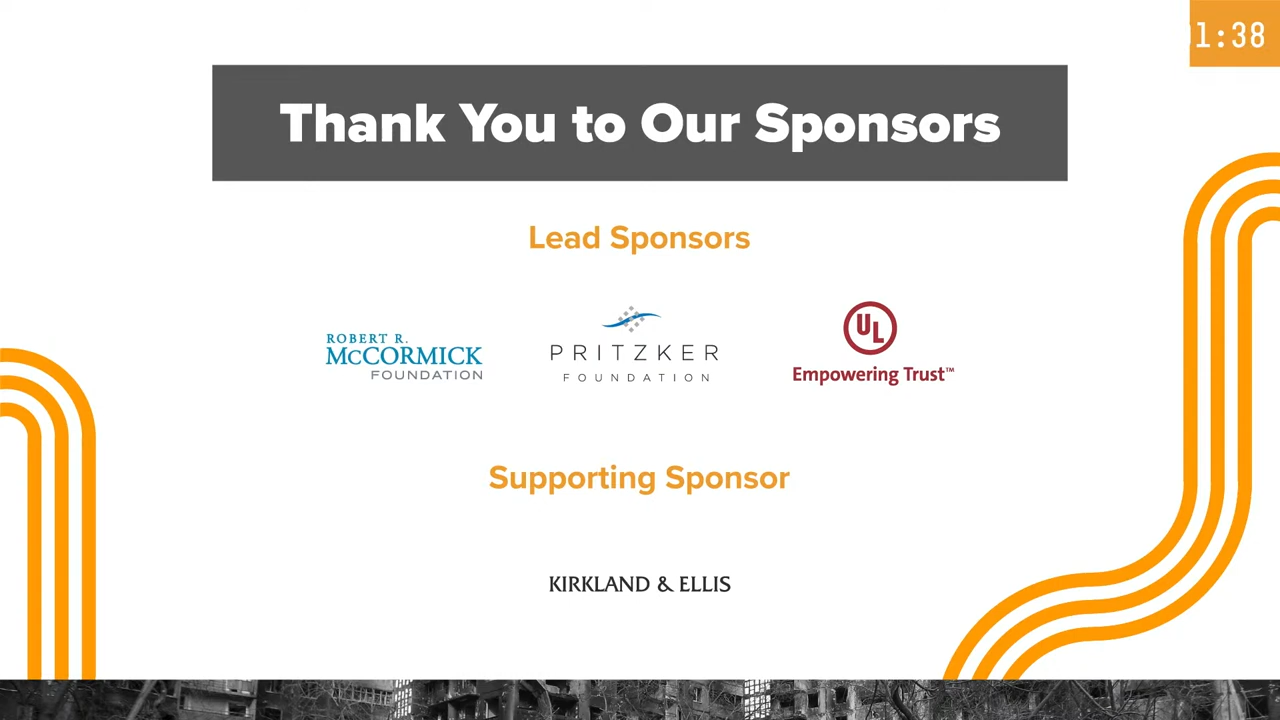 1:38
Thank You to Our Sponsors
Lead Sponsors
ROBERT R.
McCORMICK
FOUNDATION
PRITZKER
FOUNDATION
UL
Empowering Trust™
Supporting Sponsor
KIRKLAND & ELLIS